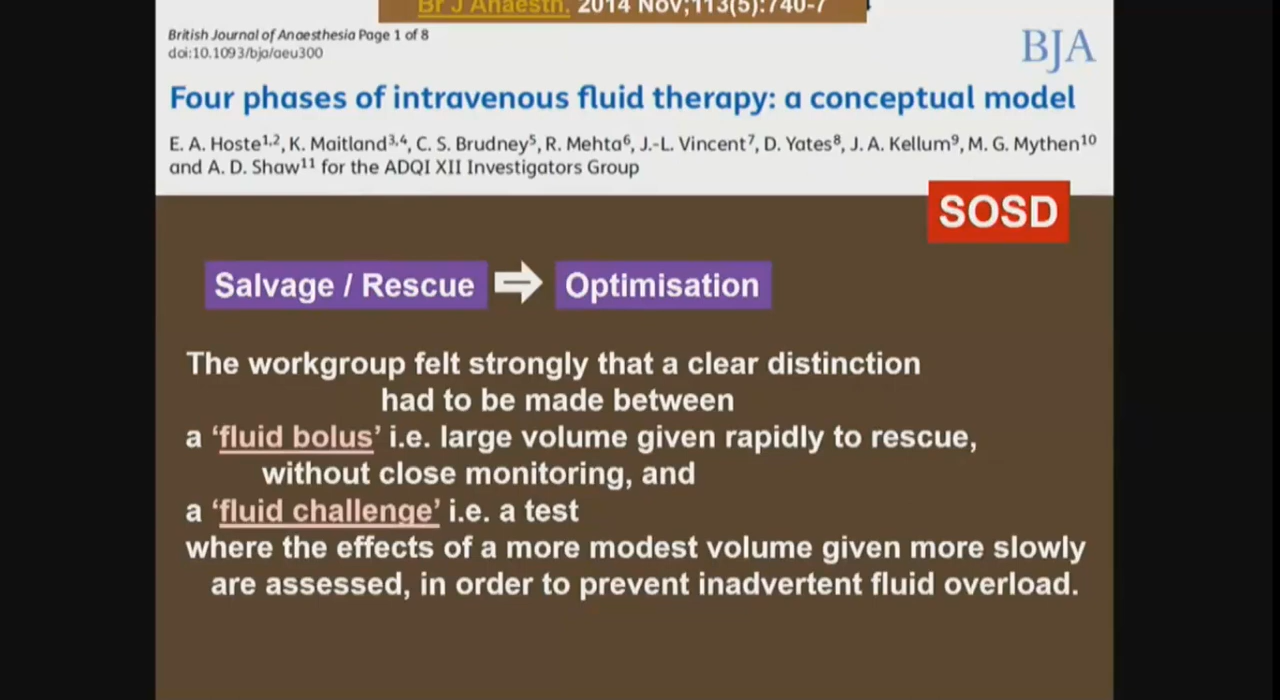 Br J Anaesth. 2014 Nov;113(5):740-7
British Journal of Anaesthesia Page 1 of 8
doi:10.1093/bja/aeu300
BJA
Four phases of intravenous fluid therapy: a conceptual model
E. A. Hoste1,2, K. Maitland3,4, C. S. Brudney5, R. Mehta6, J.-L. Vincent7, D. Yates8, J. A. Kellum9, M. G. Mythen10
and A. D. Shaw11 for the ADQI XII Investigators Group
SOSD
Salvage / Rescue
Optimisation
The workgroup felt strongly that a clear distinction
had to be made between
a ‘fluid bolus’ i.e. large volume given rapidly to rescue,
without close monitoring, and
a ‘fluid challenge’ i.e. a test
where the effects of a more modest volume given more slowly
are assessed, in order to prevent inadvertent fluid overload.